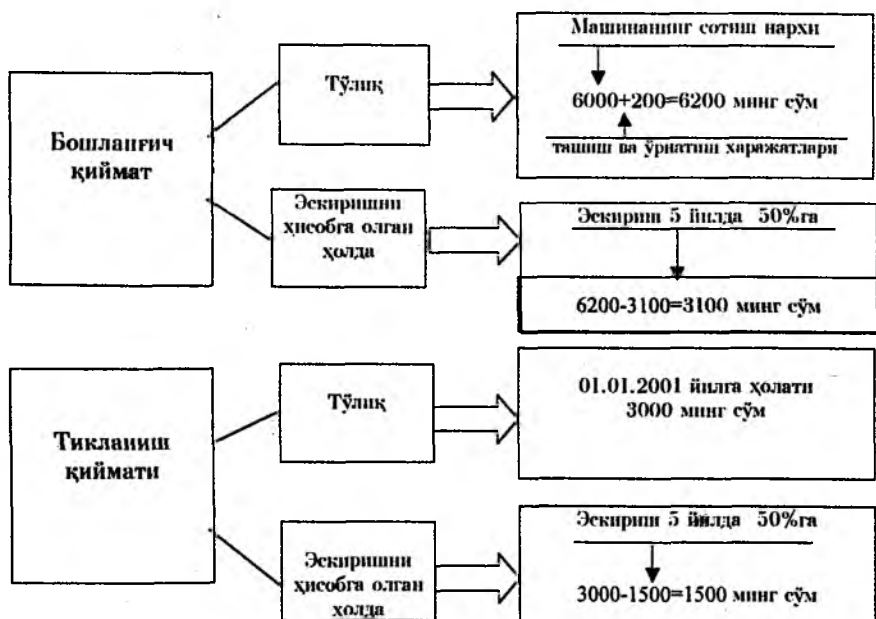 Бошланғич
қиймат
Тўлиқ
Машинанинг сотиш нархи
6000+200=6200 минг сўм
ташиш ва ўрнатиш харажатлари
Эскиришни
ҳисобга олган
ҳолда
Эскириш 5 йилда 50%га
6200-3100=3100 минг сўм
Тикланиш
қиймати
Тўлиқ
01.01.2001 йилга ҳолати
3000 минг сўм
Эскиришни
ҳисобга олган
ҳолда
Эскириш 5 йилда 50%га
3000-1500=1500 минг сўм